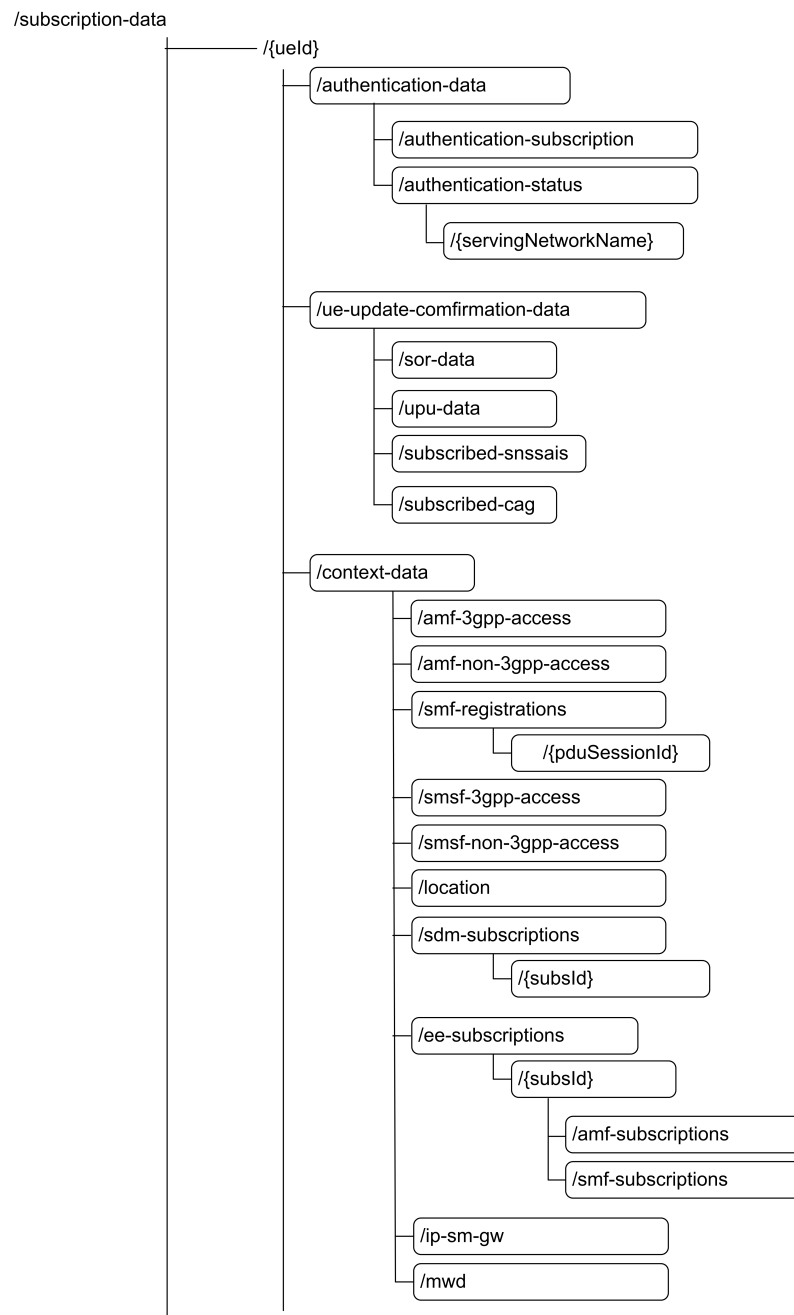 /subscription-data
/{ueId}
/authentication-data
/authentication-subscription
/authentication-status
/{servingNetworkName}
/ue-update-comfirmation-data
/sor-data
/upu-data
/subscribed-snssais
/subscribed-cag
/context-data
/amf-3gpp-access
/amf-non-3gpp-access
/smf-registrations
/{pduSessionId}
/smsf-3gpp-access
/smsf-non-3gpp-access
/location
/sdm-subscriptions
/{subsId}
/ee-subscriptions
/{subsId}
/amf-subscriptions
/smf-subscriptions
/ip-sm-gw
/mwd